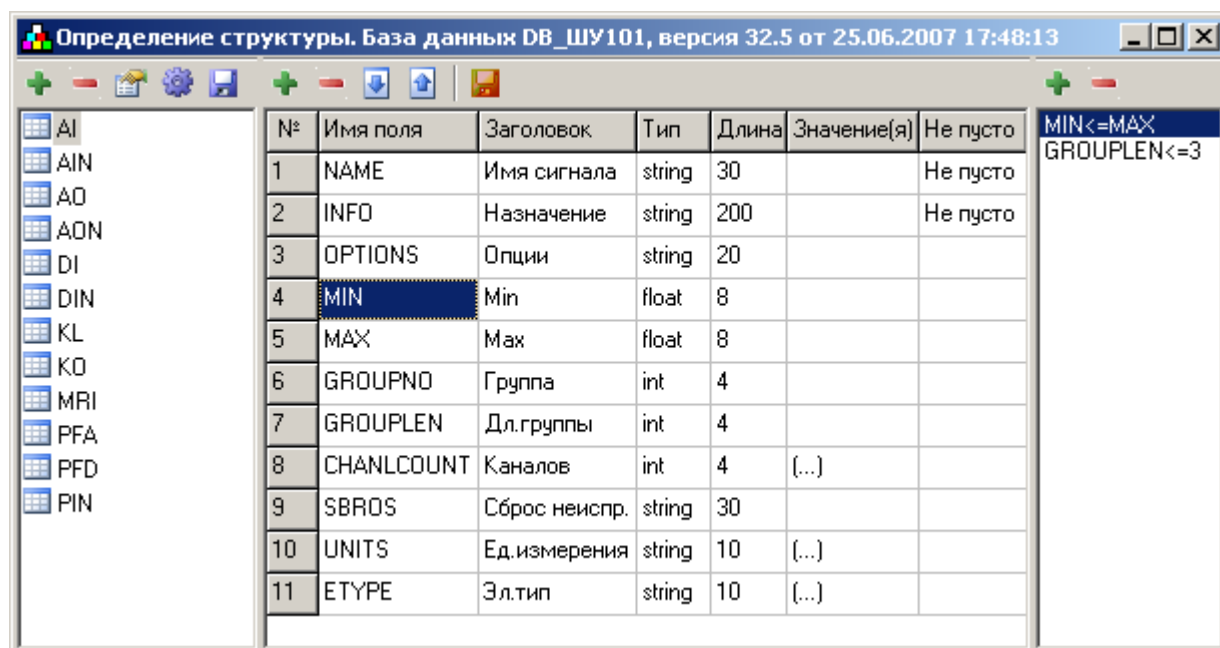 Определение структуры. База данных DB_ШУ101, версия 32.5 от 25.06.2007 17:48:13
AI
AIN
AO
AON
DI
DIN
KL
KO
MRI
PFA
PFD
PIN
№ Имя поля Заголовок Тип Длина Значение(я) Не пусто
1 NAME Имя сигнала string 30 Не пусто
2 INFO Назначение string 200 Не пусто
3 OPTIONS Опции string 20
4 MIN Min float 8
5 MAX Max float 8
6 GROUPNO Группа int 4
7 GROUPLEN Дл.группы int 4
8 CHANLCOUNT Каналов int 4 (...)
9 SBROS Сброс неиспр. string 30
10 UNITS Ед.измерения string 10 (...)
11 ETYPE Эл.тип string 10 (...)
MIN<=MAX
GROUPLEN<=3